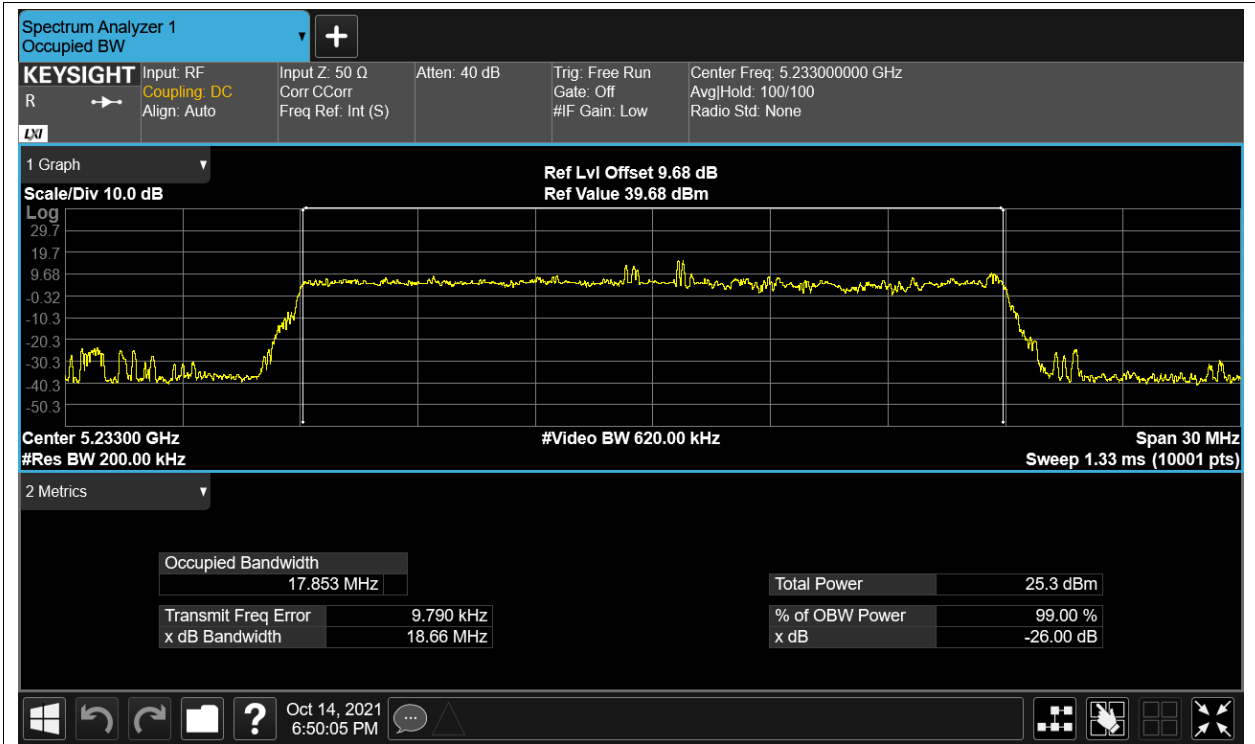 Spectrum Analyzer 1
Occupied BW
+
KEYSIGHT Input: RF Input Z: 50 Ω Atten: 40 dB Trig: Free Run Center Freq: 5.233000000 GHz
R Coupling: DC Corr CCorr Gate: Off Avg|Hold: 100/100
Align: Auto Freq Ref: Int (S) #IF Gain: Low Radio Std: None
LXI
1 Graph
Ref Lvl Offset 9.68 dB
Scale/Div 10.0 dB Ref Value 39.68 dBm
Log
29.7
19.7
9.68
-0.32
-10.3
-20.3
-30.3
-40.3
-50.3
Center 5.23300 GHz #Video BW 620.00 kHz Span 30 MHz
#Res BW 200.00 kHz Sweep 1.33 ms (10001 pts)
2 Metrics
Occupied Bandwidth
17.853 MHz Total Power 25.3 dBm
Transmit Freq Error 9.790 kHz % of OBW Power 99.00 %
x dB Bandwidth 18.66 MHz x dB -26.00 dB
? Oct 14, 2021
6:50:05 PM